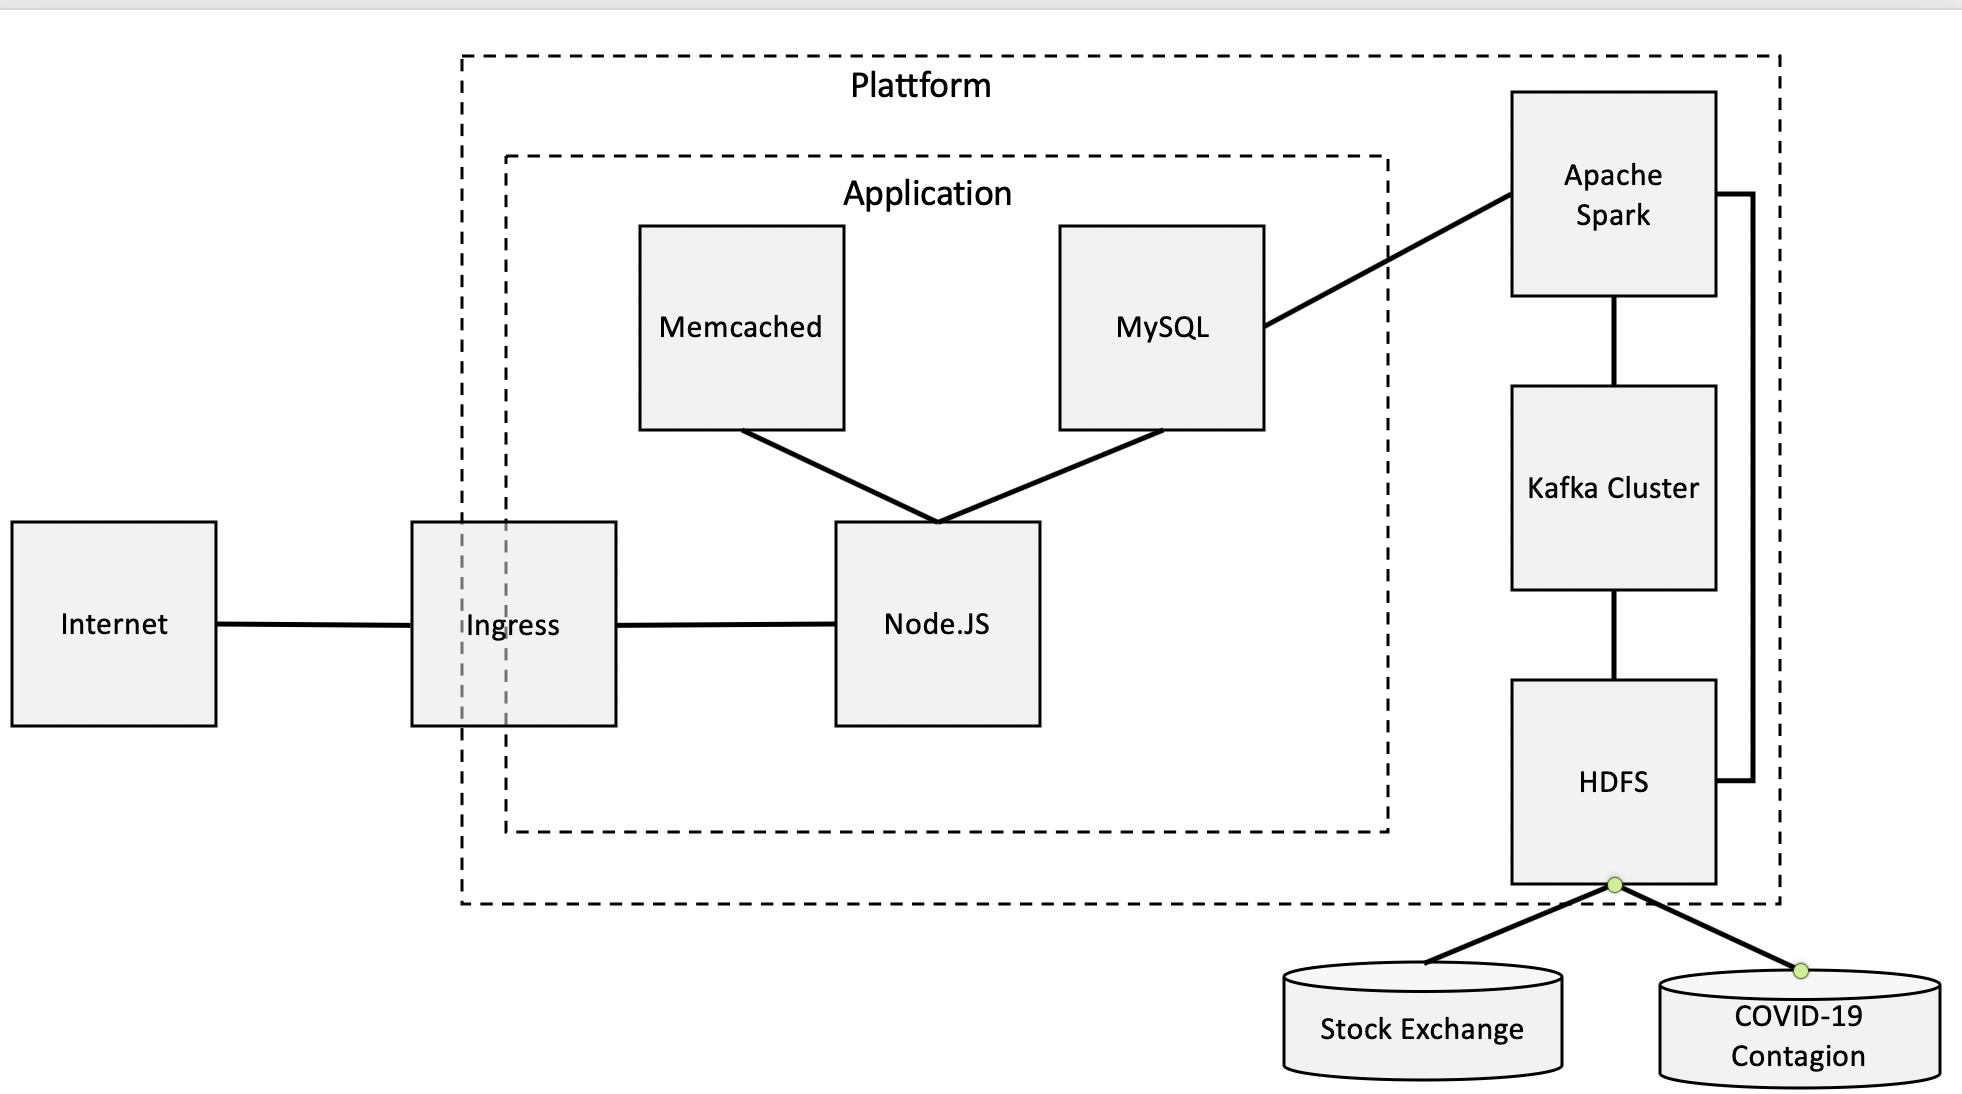 Plattform
Application
Apache
Spark
Memcached
MySQL
Kafka Cluster
Internet
Ingress
Node.JS
HDFS
Stock Exchange
COVID-19
Contagion